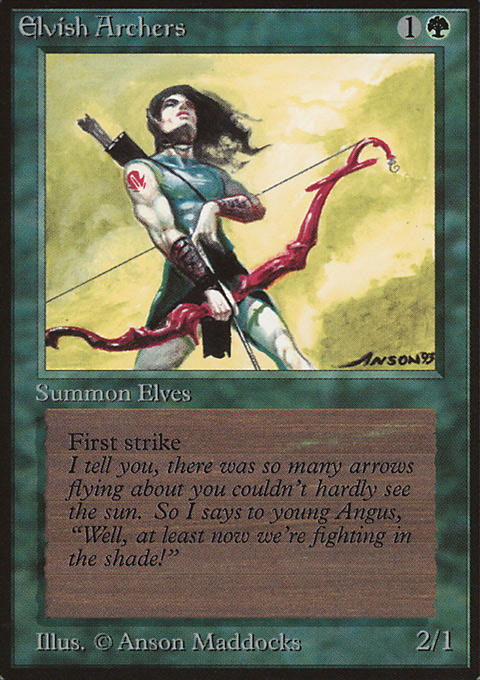 Elvish Archers
1
ANSON '93
Summon Elves
First strike
I tell you, there was so many arrows
flying about you couldn't hardly see
the sun. So I says to young Angus,
"Well, at least now we're fighting in
the shade!"
Illus. © Anson Maddocks
2/1